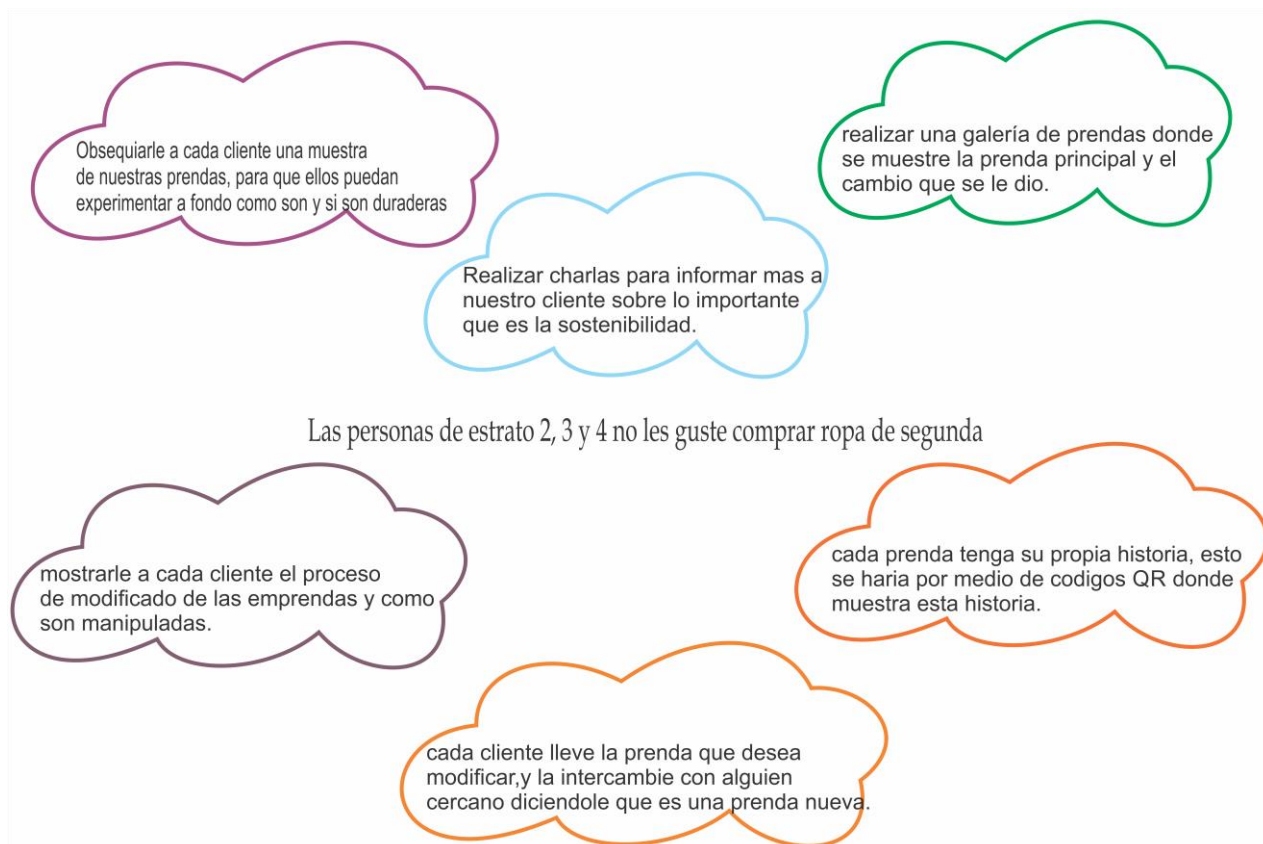 Obsequiarle a cada cliente una muestra
de nuestras prendas, para que ellos puedan
experimentar a fondo como son y si son duraderas
realizar una galería de prendas donde
se muestre la prenda principal y el
cambio que se le dio.
Realizar charlas para informar mas a
nuestro cliente sobre lo importante
que es la sostenibilidad.
Las personas de estrato 2, 3 y 4 no les guste comprar ropa de segunda
mostrarle a cada cliente el proceso
de modificado de las emprendas y como
son manipuladas.
cada prenda tenga su propia historia, esto
se haria por medio de codigos QR donde
muestra esta historia.
cada cliente lleve la prenda que desea
modificar,y la intercambie con alguien
cercano diciendole que es una prenda nueva.